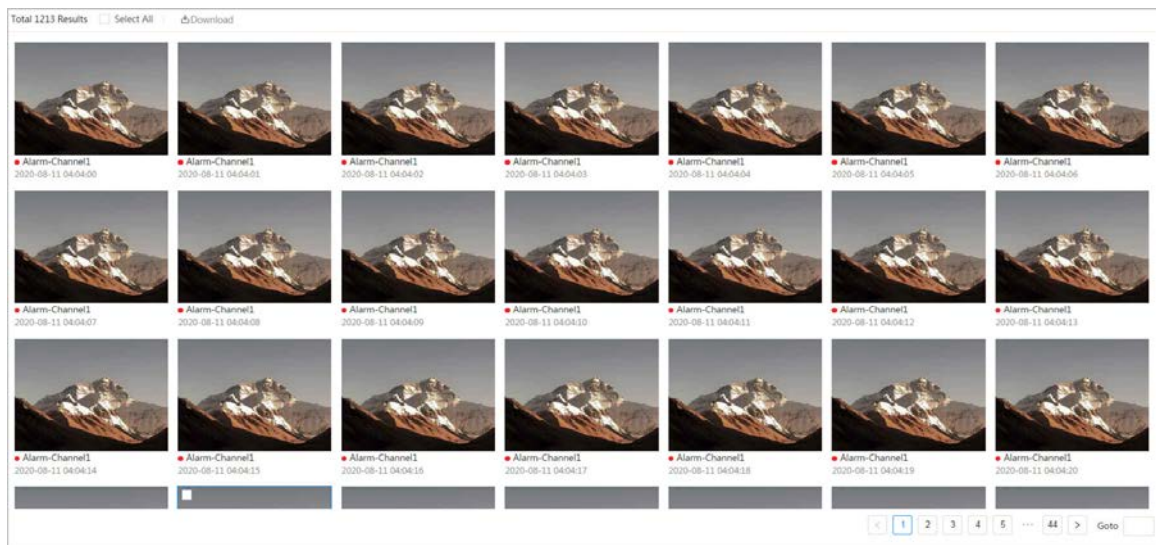 Total 1213 Results Select All Download
Alarm-Channel1 Alarm-Channel1 Alarm-Channel1 Alarm-Channel1 Alarm-Channel1 Alarm-Channel1 Alarm-Channel1
2020-08-11 04:04:00 2020-08-11 04:04:01 2020-08-11 04:04:02 2020-08-11 04:04:03 2020-08-11 04:04:04 2020-08-11 04:04:05 2020-08-11 04:04:06
Alarm-Channel1 Alarm-Channel1 Alarm-Channel1 Alarm-Channel1 Alarm-Channel1 Alarm-Channel1 Alarm-Channel1
2020-08-11 04:04:07 2020-08-11 04:04:08 2020-08-11 04:04:09 2020-08-11 04:04:10 2020-08-11 04:04:11 2020-08-11 04:04:12 2020-08-11 04:04:13
Alarm-Channel1 Alarm-Channel1 Alarm-Channel1 Alarm-Channel1 Alarm-Channel1 Alarm-Channel1 Alarm-Channel1
2020-08-11 04:04:14 2020-08-11 04:04:15 2020-08-11 04:04:16 2020-08-11 04:04:17 2020-08-11 04:04:18 2020-08-11 04:04:19 2020-08-11 04:04:20
< 1 2 3 4 5 ··· 44 > Goto